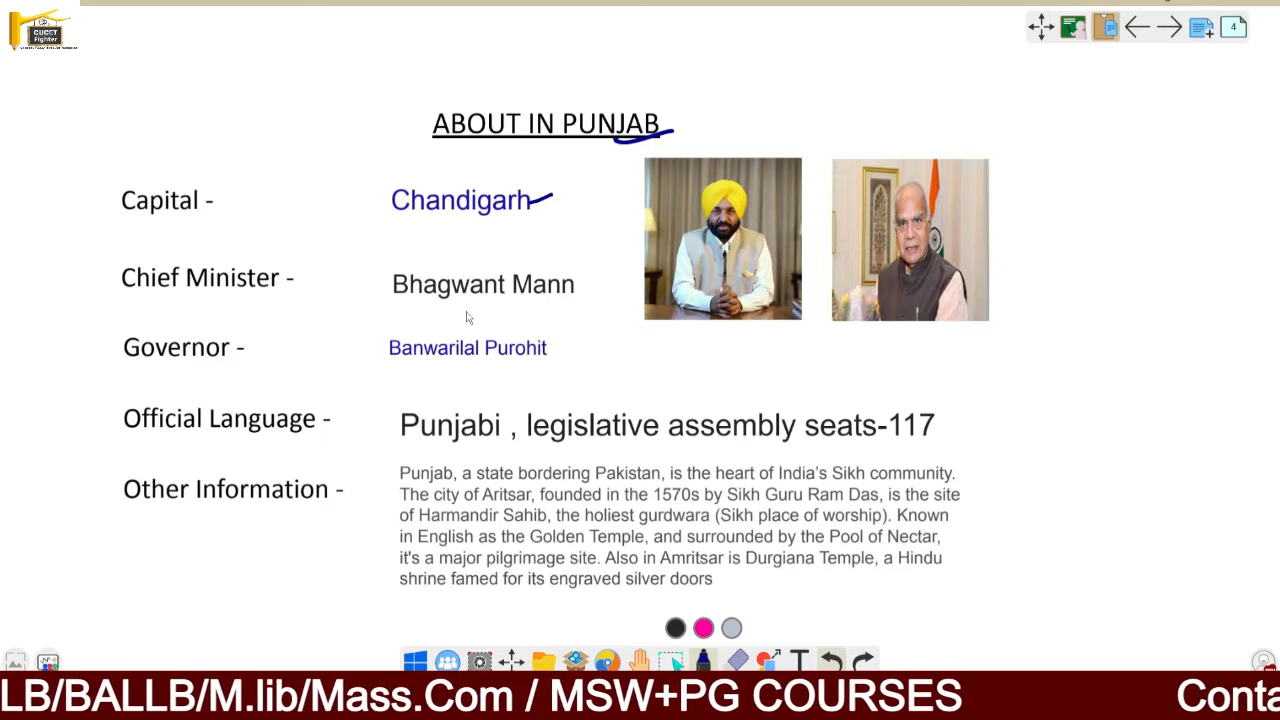 CUCET
Fighter
4
ABOUT IN PUNJAB
Capital - Chandigarh
Chief Minister - Bhagwant Mann
Governor - Banwarilal Purohit
Official Language - Punjabi , legislative assembly seats-117
Other Information - Punjab, a state bordering Pakistan, is the heart of India's Sikh community.
The city of Aritsar, founded in the 1570s by Sikh Guru Ram Das, is the site
of Harmandir Sahib, the holiest gurdwara (Sikh place of worship). Known
in English as the Golden Temple, and surrounded by the Pool of Nectar,
it's a major pilgrimage site. Also in Amritsar is Durgiana Temple, a Hindu
shrine famed for its engraved silver doors
T
LB/BALLB/M.lib/Mass.Com / MSW+PG COURSES Conta